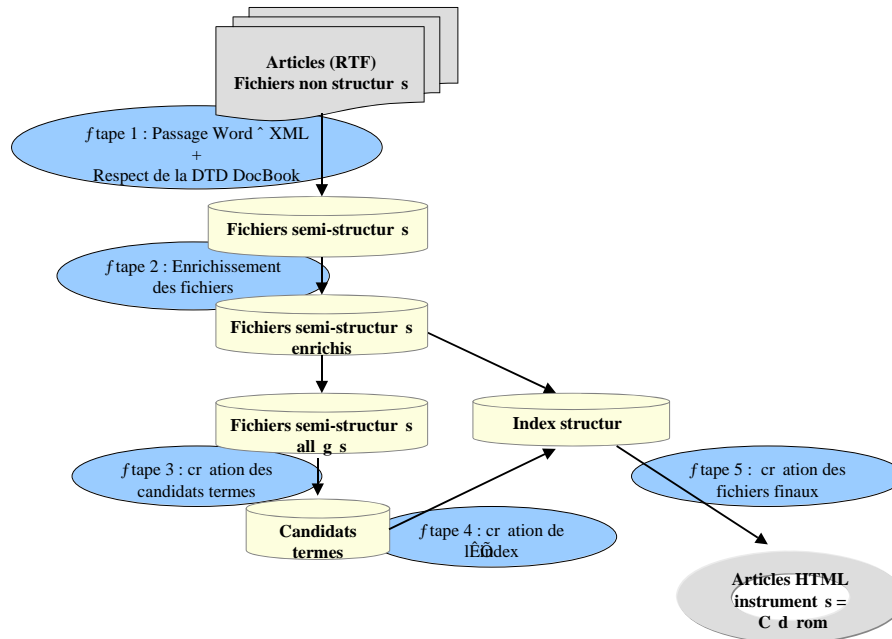 Articles (RTF)
Fichiers non structur s
ƒtape 1 : Passage Word ˆ XML
+
Respect de la DTD DocBook
Fichiers semi-structur s
ƒtape 2 : Enrichissement
des fichiers
Fichiers semi-structur s
enrichis
Fichiers semi-structur s
all g s
Index structur
ƒtape 3 : cr ation des
candidats termes
ƒtape 5 : cr ation des
fichiers finaux
Candidats
termes
ƒtape 4 : cr ation de
Articles HTML
instrument s =
C d rom